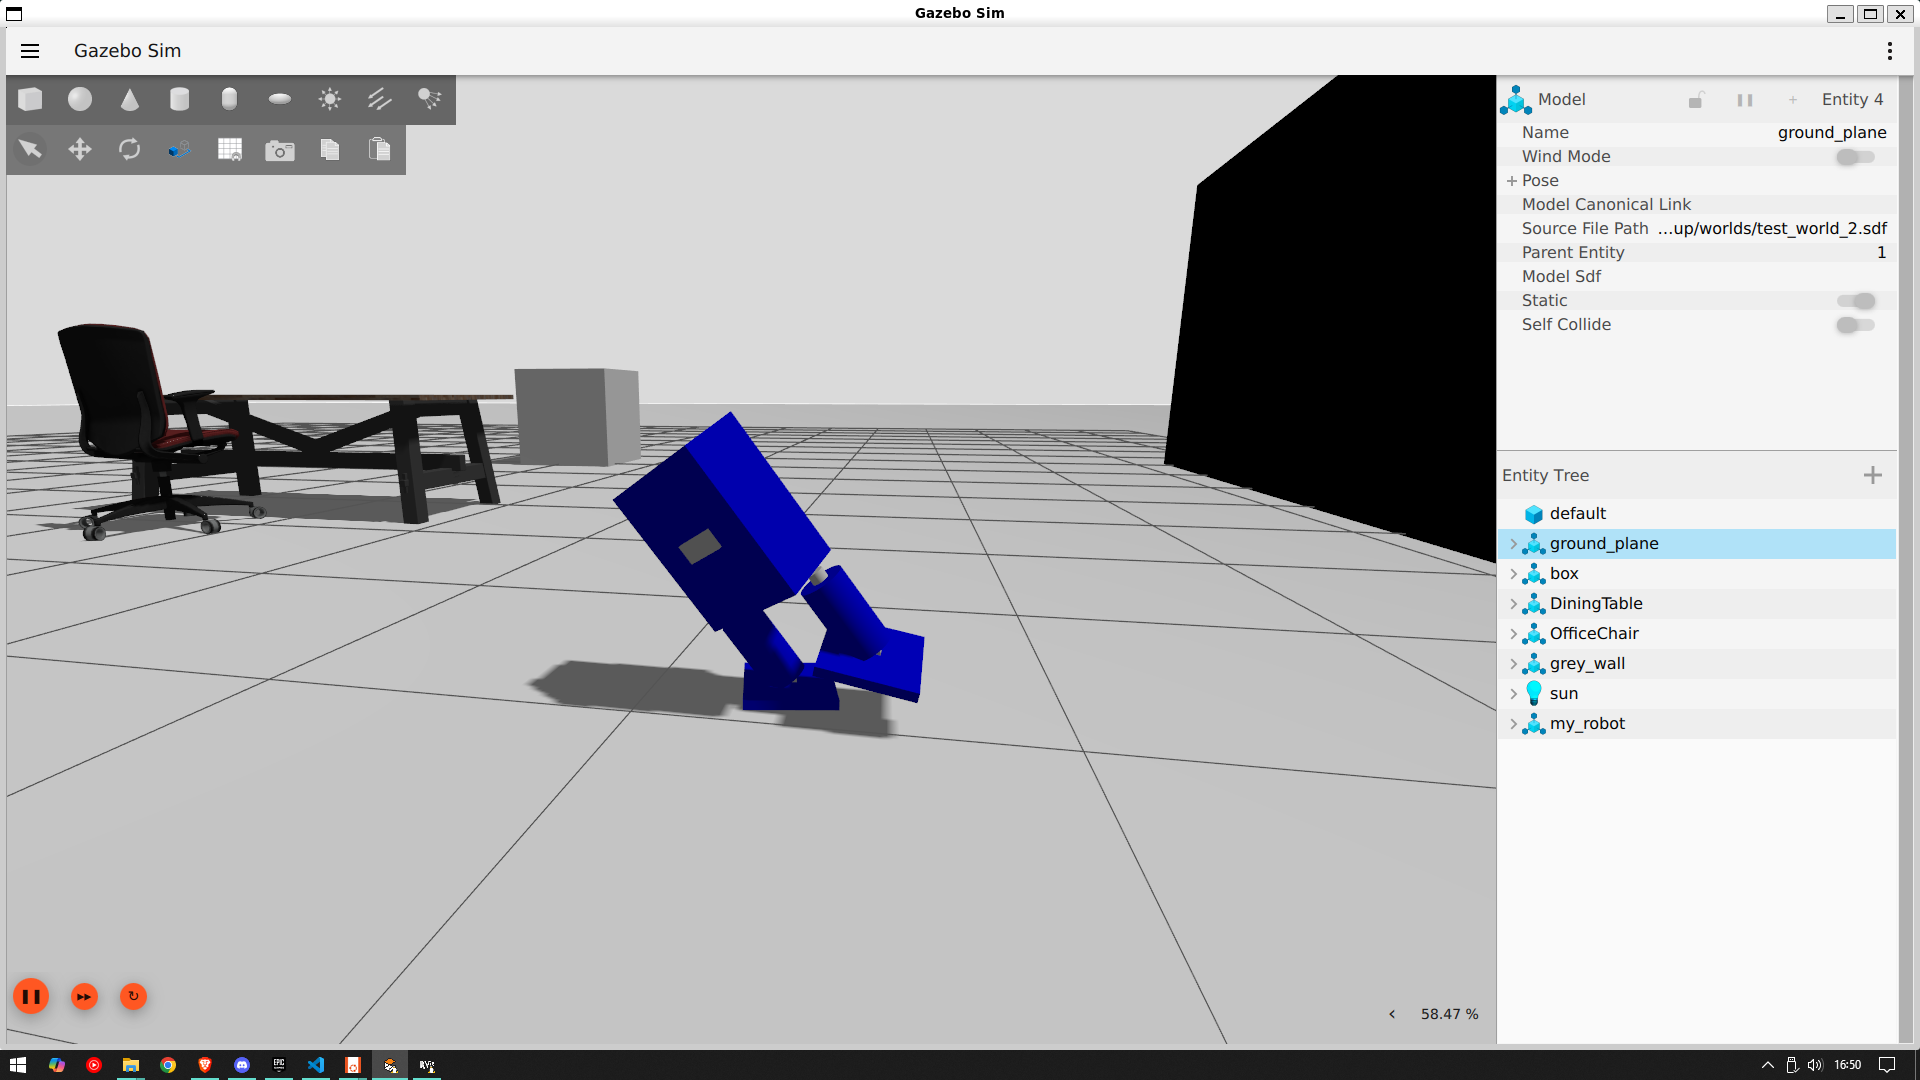 Gazebo Sim
Gazebo Sim
Model
Entity 4
Name
ground_plane
Wind Mode
Pose
Model Canonical Link
Source File Path
...up/worlds/test_world_2.sdf
Parent Entity
1
Model Sdf
Static
Self Collide
Entity Tree
default
ground_plane
box
DiningTable
OfficeChair
grey_wall
sun
my_robot
58.47 %
EPIC
RViz
16:50